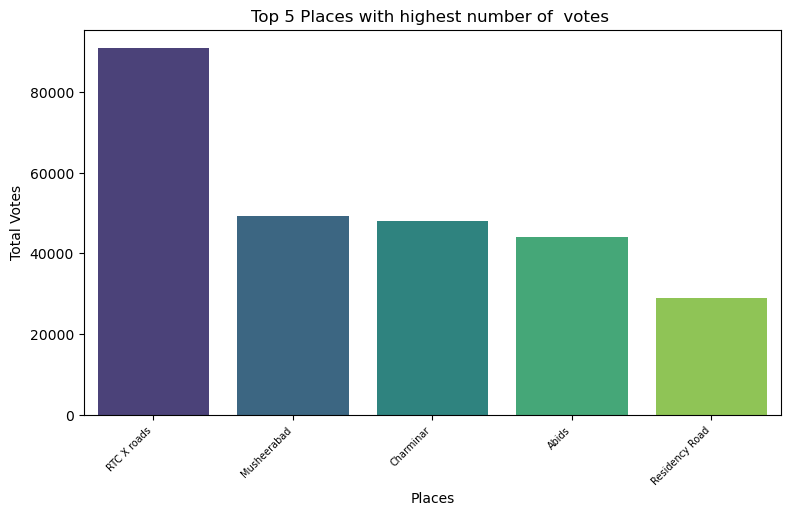 Top 5 Places with highest number of  votes
Total Votes
80000
60000
40000
20000
0
RTC X roads
Musheerabad
Charminar
Abids
Residency Road
Places